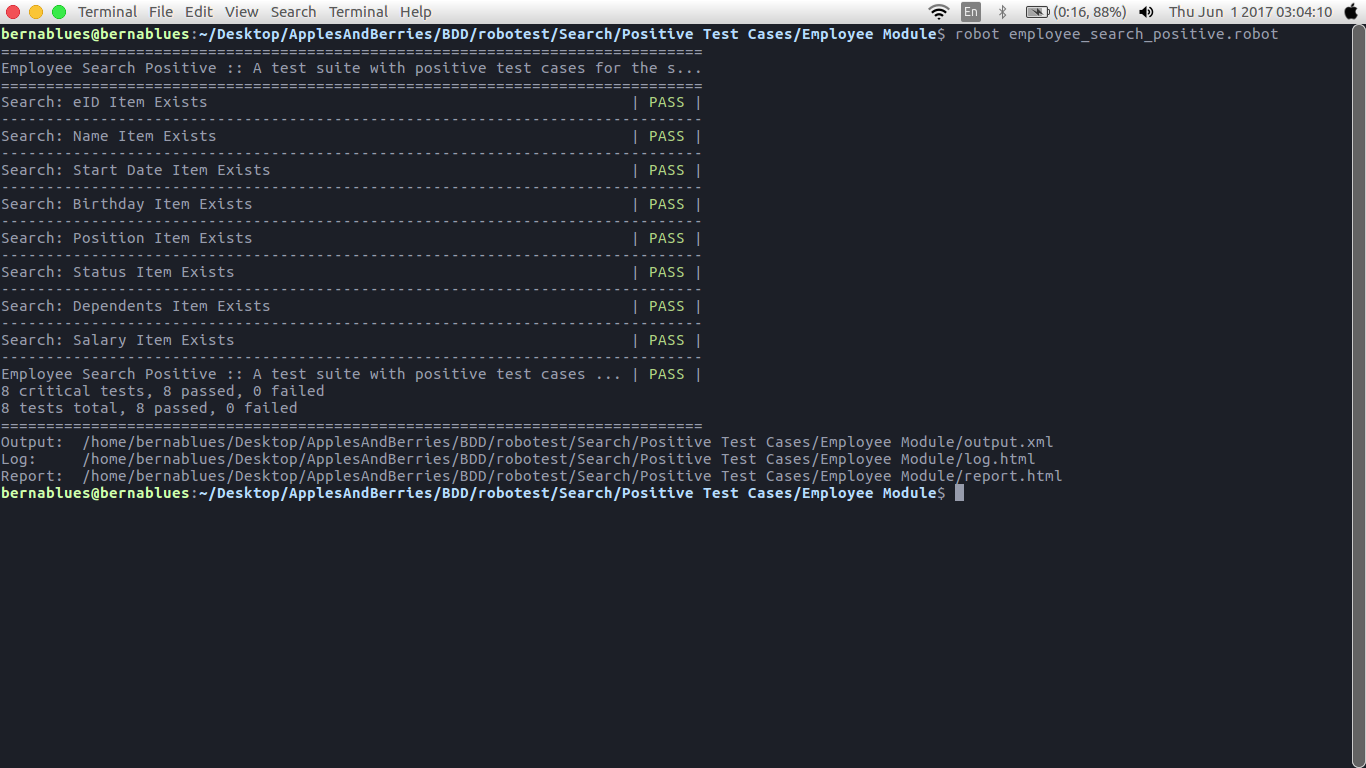 Terminal File Edit View Search Terminal Help En (0:16, 88%) Thu Jun 1 2017 03:04:10
bernablues@bernablues:~/Desktop/ApplesAndBerries/BDD/robotest/Search/Positive Test Cases/Employee Module$ robot employee_search_positive.robot
==============================================================================
Employee Search Positive :: A test suite with positive test cases for the s...
==============================================================================
Search: eID Item Exists                                               | PASS |
------------------------------------------------------------------------------
Search: Name Item Exists                                              | PASS |
------------------------------------------------------------------------------
Search: Start Date Item Exists                                        | PASS |
------------------------------------------------------------------------------
Search: Birthday Item Exists                                          | PASS |
------------------------------------------------------------------------------
Search: Position Item Exists                                          | PASS |
------------------------------------------------------------------------------
Search: Status Item Exists                                            | PASS |
------------------------------------------------------------------------------
Search: Dependents Item Exists                                        | PASS |
------------------------------------------------------------------------------
Search: Salary Item Exists                                            | PASS |
------------------------------------------------------------------------------
Employee Search Positive :: A test suite with positive test cases ... | PASS |
8 critical tests, 8 passed, 0 failed
8 tests total, 8 passed, 0 failed
==============================================================================
Output:  /home/bernablues/Desktop/ApplesAndBerries/BDD/robotest/Search/Positive Test Cases/Employee Module/output.xml
Log:     /home/bernablues/Desktop/ApplesAndBerries/BDD/robotest/Search/Positive Test Cases/Employee Module/log.html
Report:  /home/bernablues/Desktop/ApplesAndBerries/BDD/robotest/Search/Positive Test Cases/Employee Module/report.html
bernablues@bernablues:~/Desktop/ApplesAndBerries/BDD/robotest/Search/Positive Test Cases/Employee Module$